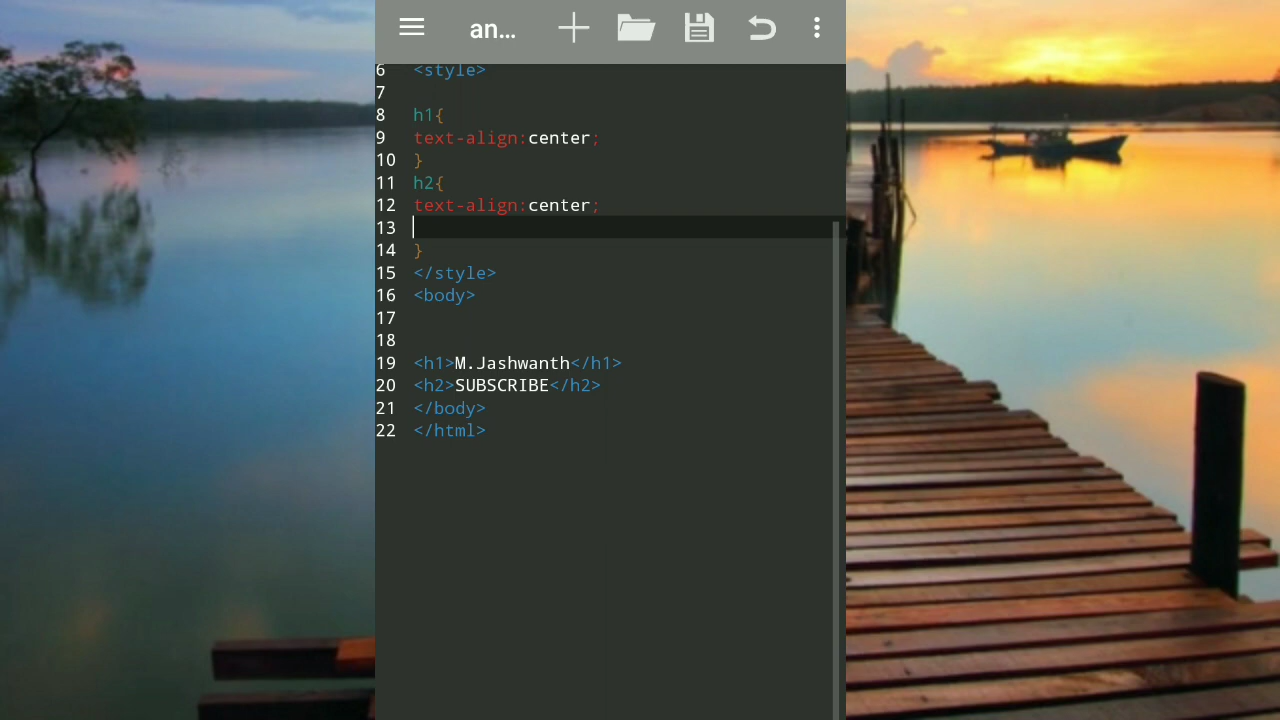 an...
6 <style>
7
8 h1{
9 text-align:center;
10 }
11 h2{
12 text-align:center;
13
14 }
15 </style>
16 <body>
17
18
19 <h1>M.Jashwanth</h1>
20 <h2>SUBSCRIBE</h2>
21 </body>
22 </html>